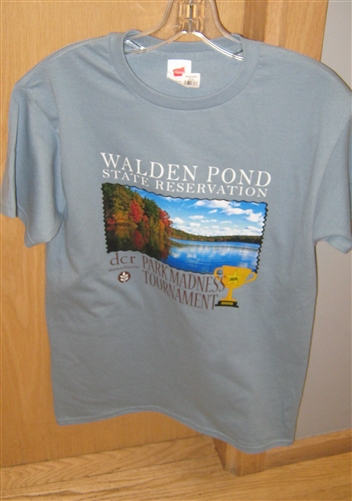 WALDEN POND
STATE RESERVATION
dcr PARK MADNESS
TOURNAMENT